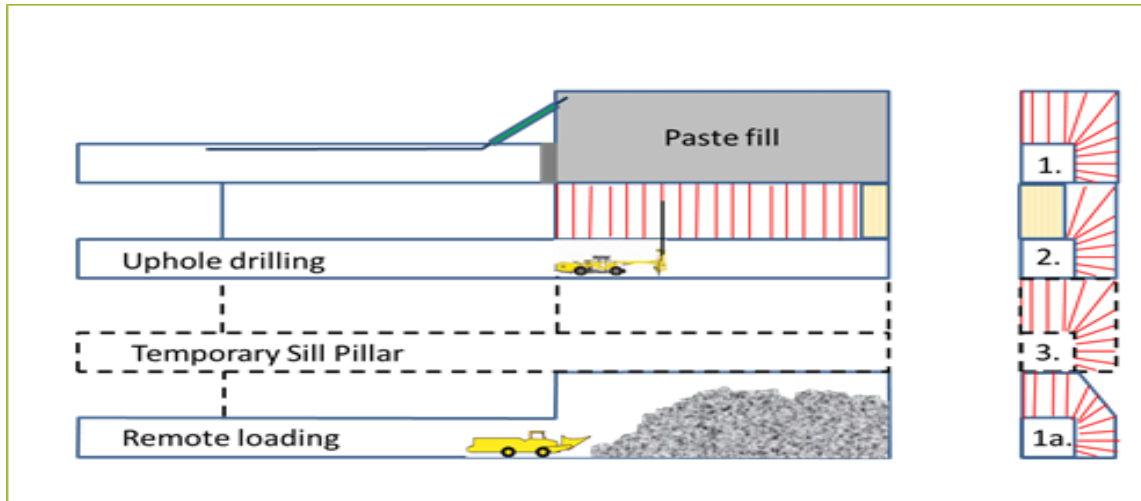 Paste fill
1.
Uphole drilling
2.
Temporary Sill Pillar
3.
Remote loading
1a.